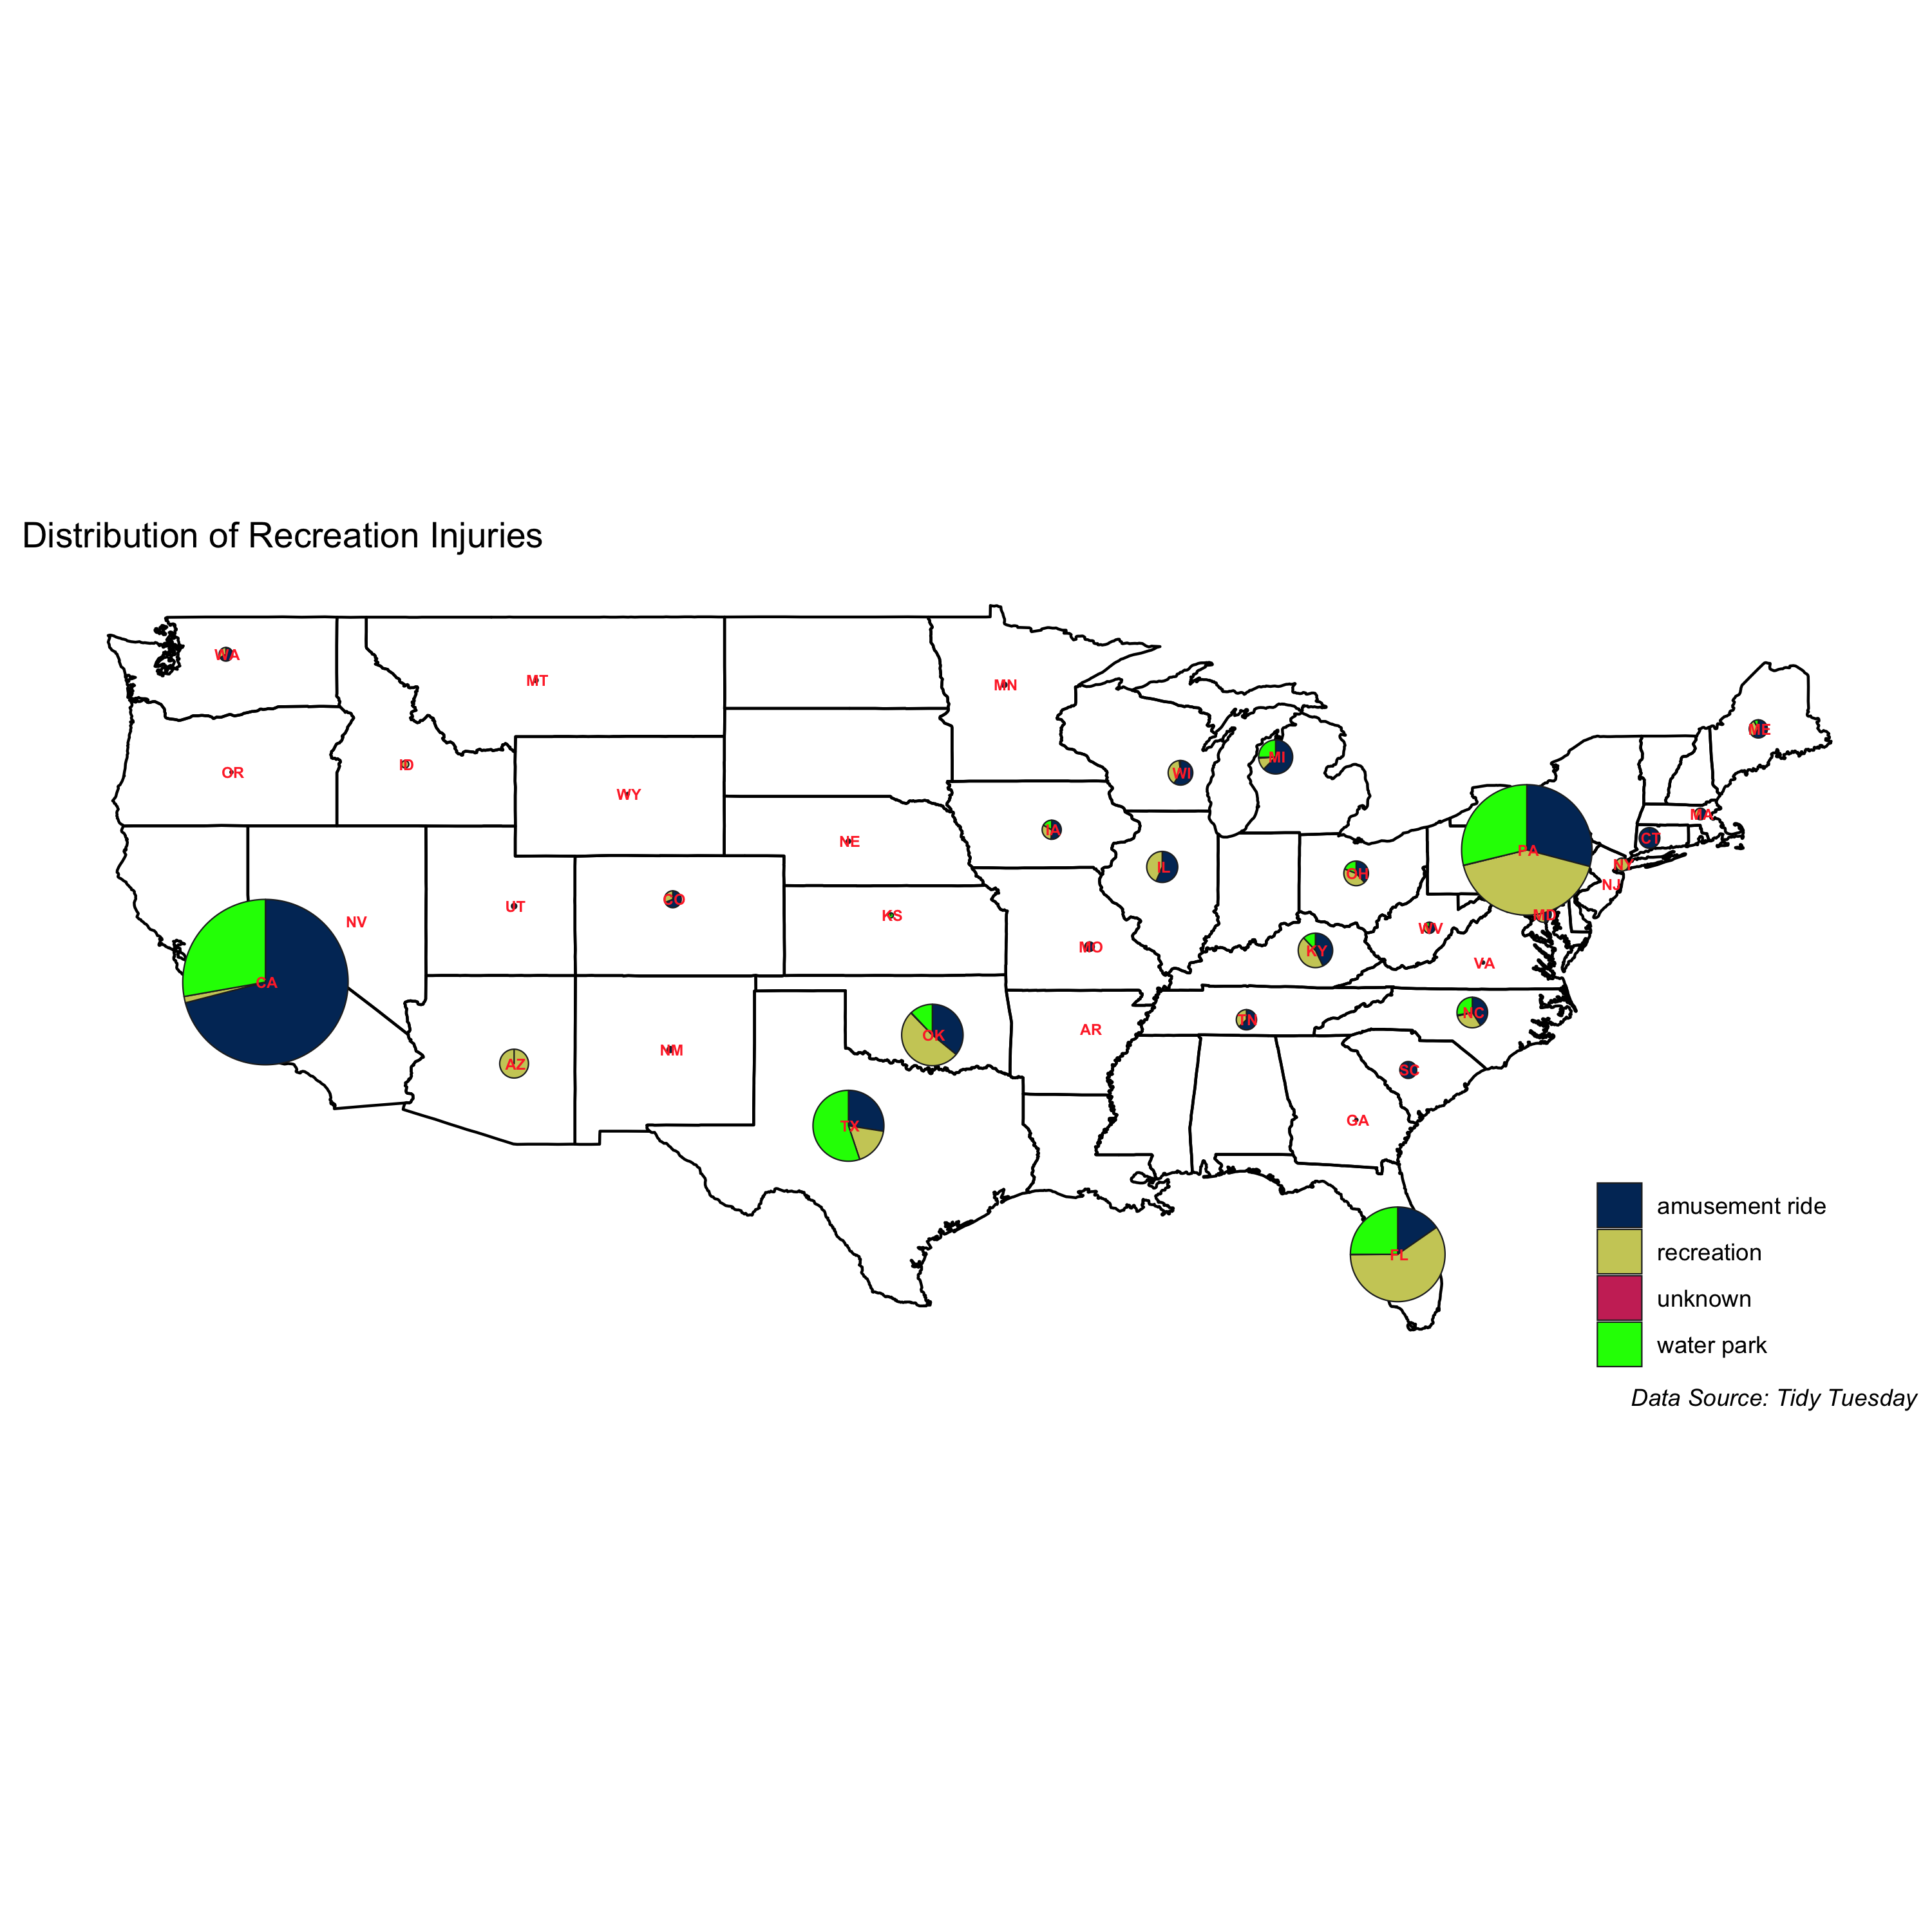 Distribution of Recreation Injuries
WA
MT
MN
ME
OR
ID
WI
MI
WY
MA
IA
NE
CT
PA
IL
OH
NY
NJ
CO
UT
KS
NV
MD
WV
MO
KY
VA
CA
NC
TN
AR
OK
NM
AZ
SC
GA
TX
FL
amusement ride
recreation
unknown
water park
Data Source: Tidy Tuesday